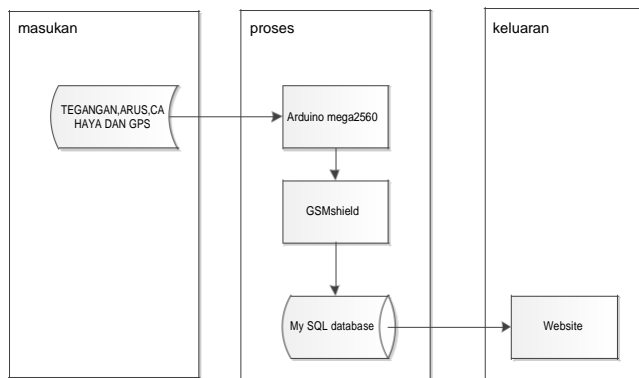 masukan
proses
keluaran
TEGANGAN,ARUS,CA
HAYA DAN GPS
Arduino mega2560
GSMshield
My SQL database
Website